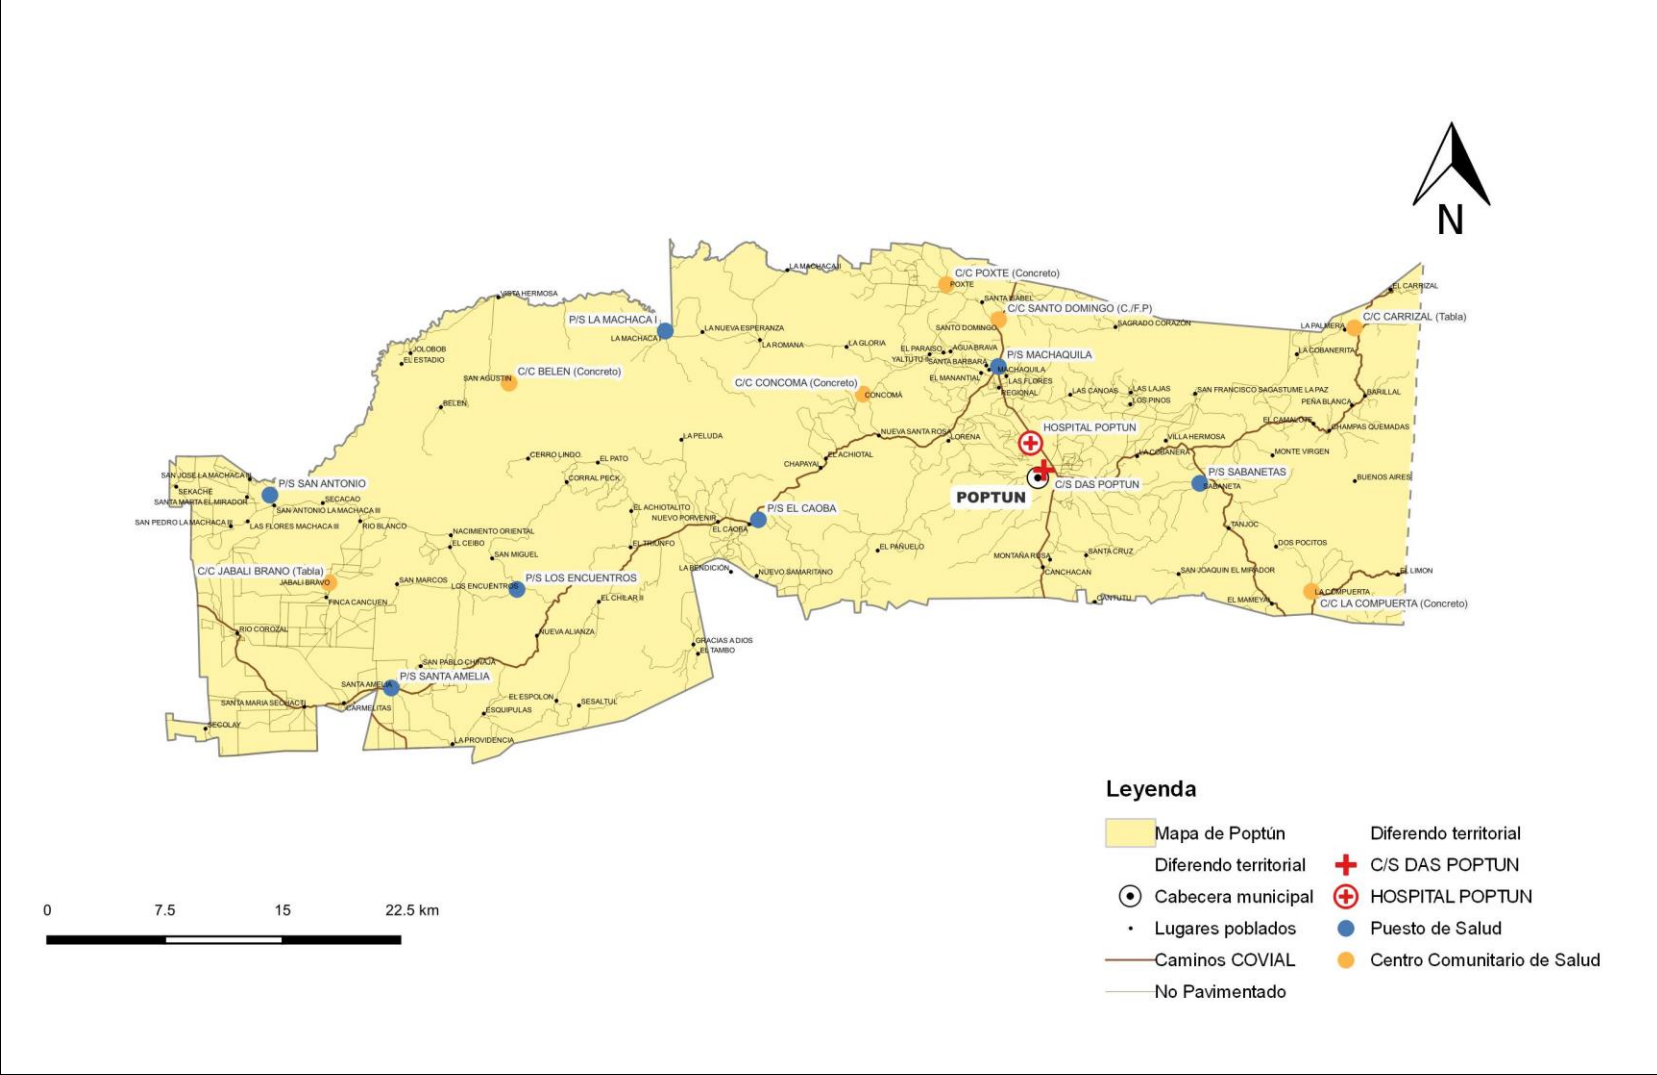 N
C/C POXTE (Concreto)
LA MACHACA II
POXTE
EL CARRIZAL
VISTA HERMOSA
SANTA ISABEL
C/C SANTO DOMINGO (C./F.P)
P/S LA MACHACA I
C/C CARRIZAL (Tabla)
SAGRADO CORAZÓN
LA NUEVA ESPERANZA
SANTO DOMINGO
LA PALMERA
LA MACHACA I
LA ROMANA
LA GLORIA
EL PARAISO
AGUA BRAVA
P/S MACHAQUILA
LA COBANERITA
JOLOBOB
EL ESTADIO
YALTUTU II
SANTA BARBARA
MACHAQUILA
C/C BELEN (Concreto)
SAN AGUSTIN
EL MANANTIAL
LAS FLORES
C/C CONCOMA (Concreto)
CONCOMÁ
REGIONAL
LAS CANOAS
LAS LAJAS
SAN FRANCISCO SAGASTUME LA PAZ
BARILLAL
BELEN
LOS PINOS
PEÑA BLANCA
EL CAMALOTE
CHAMPAS QUEMADAS
HOSPITAL POPTUN
LA PELUDA
NUEVA SANTA ROSA
LORENA
VILLA HERMOSA
CERRO LINDO
EL PATO
CHAPAYAL
EL ACHIOTAL
LA COBANERA
MONTE VIRGEN
SAN JOSE LA MACHACA III
P/S SAN ANTONIO
CORRAL PECK
P/S SABANETAS
BUENOS AIRES
SEKACHE
C/S DAS POPTUN
SABANETA
POPTUN
SANTA MARTA EL MIRADOR
SECACAO
SAN ANTONIO LA MACHACA III
EL ACHIOTALITO
P/S EL CAOBA
SAN PEDRO LA MACHACA III
LAS FLORES MACHACA III
RIO BLANCO
NUEVO PORVENIR
EL CAOBA
TANJOC
NACIMIENTO ORIENTAL
EL CEIBO
EL TRIUNFO
EL PAÑUELO
DOS POCITOS
SAN MIGUEL
MONTAÑA RUSA
SANTA CRUZ
C/C JABALI BRANO (Tabla)
JABALI BRAVO
SAN MARCOS
LOS ENCUENTROS
P/S LOS ENCUENTROS
LA BENDICIÓN
NUEVO SAMARITANO
CANCHACAN
SAN JOAQUIN EL MIRADOR
EL LIMON
FINCA CANCUEN
EL CHILAR II
CANTUTU
EL MAMEYAL
LA COMPUERTA
C/C LA COMPUERTA (Concreto)
RIO COROZAL
NUEVA ALIANZA
GRACIAS A DIOS
EL TAMBO
SAN PABLO CHINAJA
P/S SANTA AMELIA
SANTA AMELIA
SANTA MARIA SECHACTI
CARMELITAS
EL ESPOLON
SESALTUL
ESQUIPULAS
SECOLAY
LA PROVIDENCIA
Leyenda
Mapa de Poptún
Diferendo territorial
Cabecera municipal
Lugares poblados
Caminos COVIAL
No Pavimentado
Diferendo territorial
C/S DAS POPTUN
HOSPITAL POPTUN
Puesto de Salud
Centro Comunitario de Salud
0 7.5 15 22.5 km